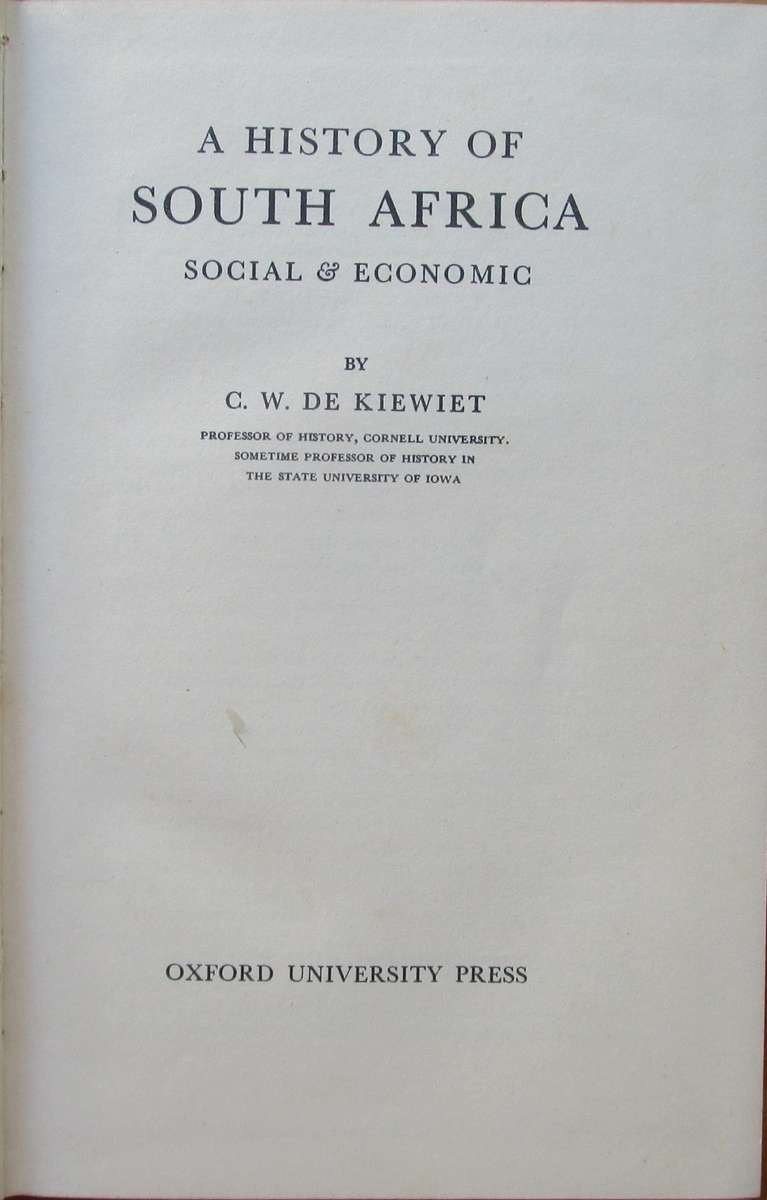 A HISTORY OF
SOUTH AFRICA
SOCIAL & ECONOMIC
BY
C. W. DE KIEWIET
PROFESSOR OF HISTORY, CORNELL UNIVERSITY.
SOMETIME PROFESSOR OF HISTORY IN
THE STATE UNIVERSITY OF IOWA
OXFORD UNIVERSITY PRESS